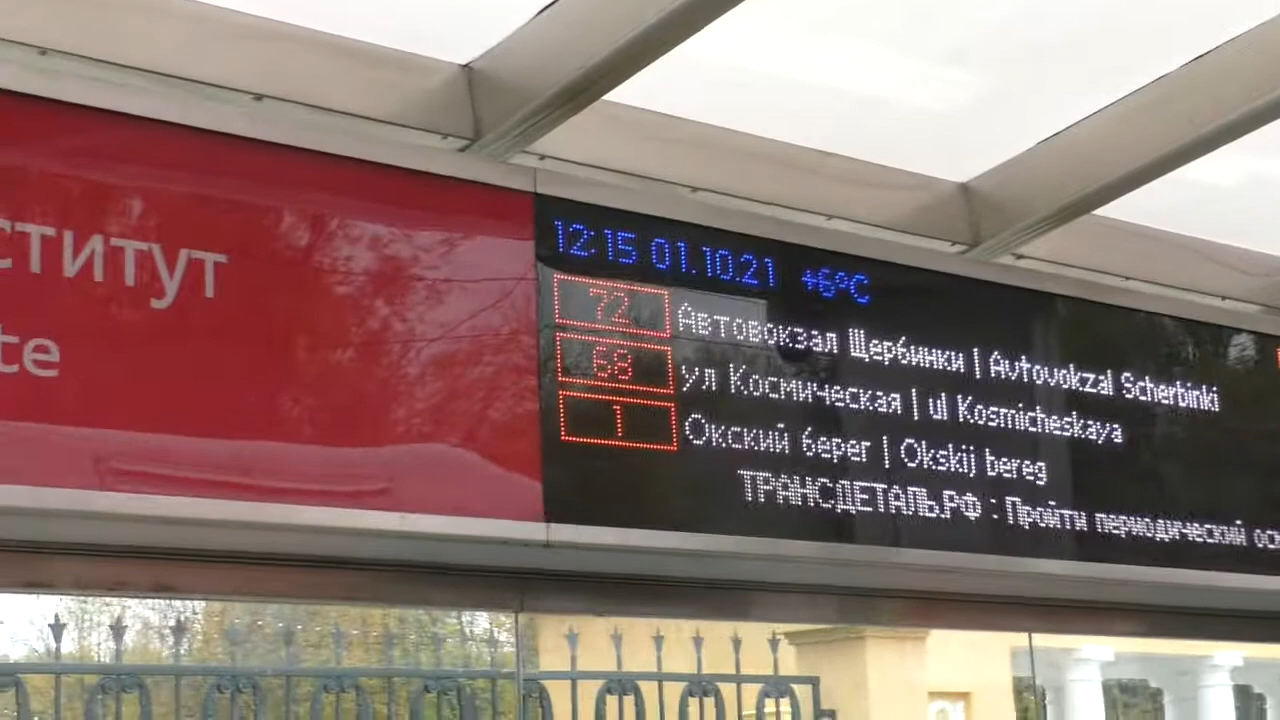 ститут
te
12:15 01.10.21 +6°C
72 Автовокзал Щербинки | Avtovokzal Scherbinki
68 ул Космическая | ul Kosmicheskaya
1 Окский берег | Okskij bereg
ТРАНСДЕТАЛЬ.РФ : Пройти периодический ос